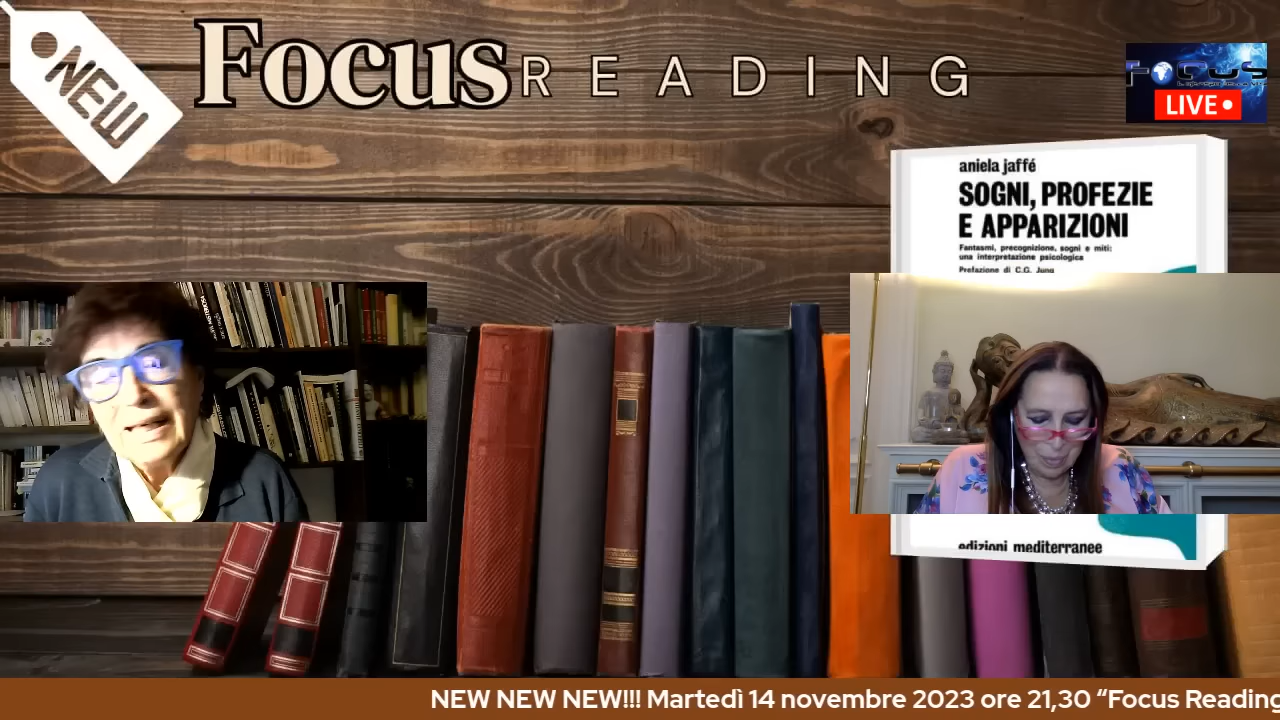 NEW
Focus READING
FOCUS
LIVE
aniela jaffé
SOGNI, PROFEZIE
E APPARIZIONI
Fantasmi, precognizione, sogni e miti:
una interpretazione psicologica
Prefazione di C.G. Jung
edizioni mediterranee
NEW NEW NEW!!! Martedì 14 novembre 2023 ore 21,30 “Focus Reading